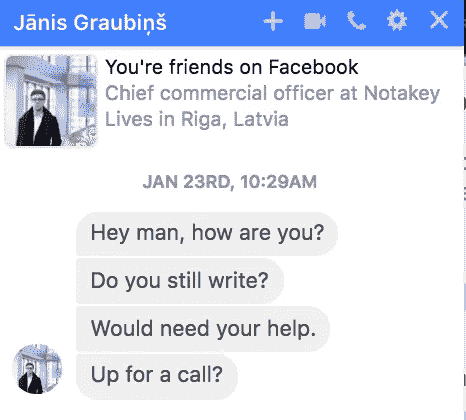 Jānis Graubiņš
You're friends on Facebook
Chief commercial officer at Notakey
Lives in Riga, Latvia
JAN 23RD, 10:29AM
Hey man, how are you?
Do you still write?
Would need your help.
Up for a call?